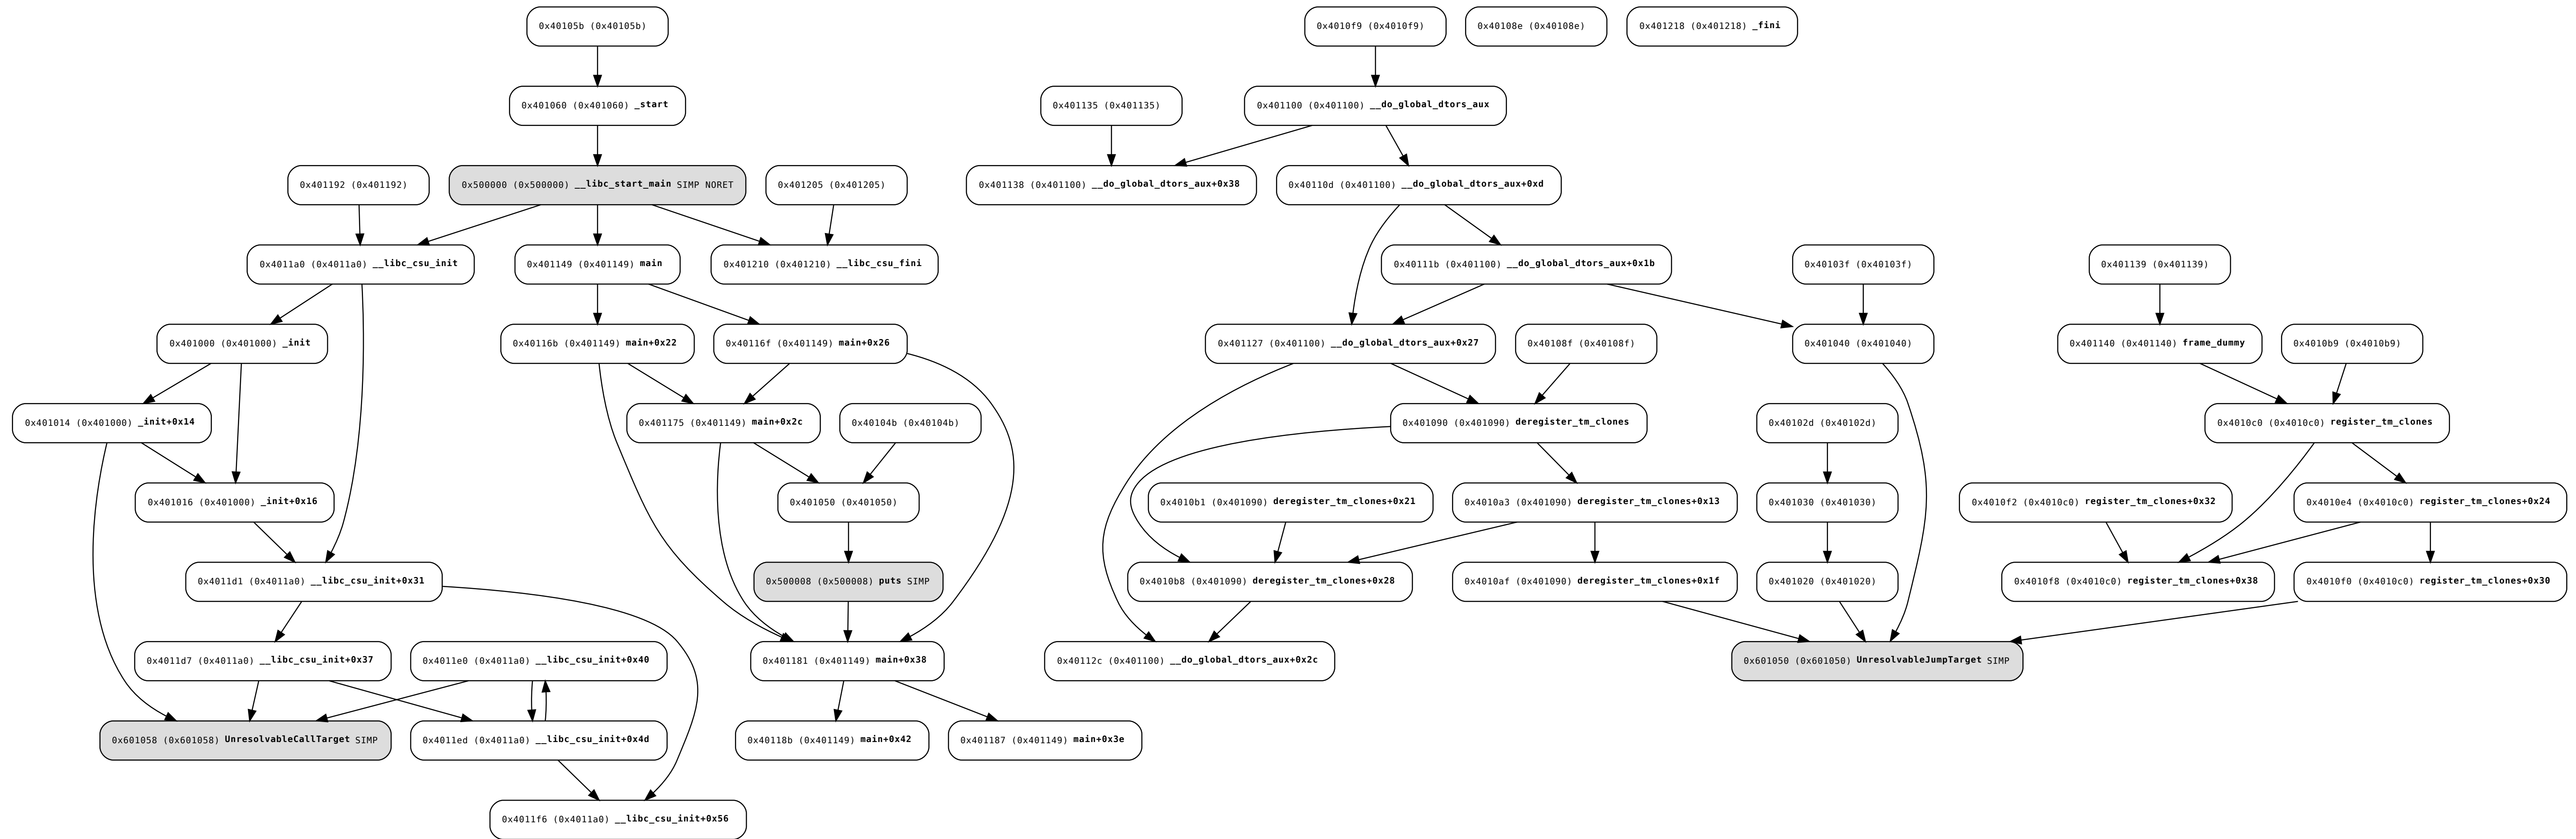 0x40105b (0x40105b)
0x4010f9 (0x4010f9)
0x40108e (0x40108e)
0x401218 (0x401218) _fini
0x401060 (0x401060) _start
0x401135 (0x401135)
0x401100 (0x401100) __do_global_dtors_aux
0x401192 (0x401192)
0x500000 (0x500000) __libc_start_main SIMP NORET
0x401205 (0x401205)
0x401138 (0x401100) __do_global_dtors_aux+0x38
0x40110d (0x401100) __do_global_dtors_aux+0xd
0x4011a0 (0x4011a0) __libc_csu_init
0x401149 (0x401149) main
0x401210 (0x401210) __libc_csu_fini
0x40111b (0x401100) __do_global_dtors_aux+0x1b
0x40103f (0x40103f)
0x401139 (0x401139)
0x401000 (0x401000) _init
0x40116b (0x401149) main+0x22
0x40116f (0x401149) main+0x26
0x401127 (0x401100) __do_global_dtors_aux+0x27
0x40108f (0x40108f)
0x401040 (0x401040)
0x401140 (0x401140) frame_dummy
0x4010b9 (0x4010b9)
0x401014 (0x401000) _init+0x14
0x401175 (0x401149) main+0x2c
0x40104b (0x40104b)
0x401090 (0x401090) deregister_tm_clones
0x40102d (0x40102d)
0x4010c0 (0x4010c0) register_tm_clones
0x401016 (0x401000) _init+0x16
0x401050 (0x401050)
0x4010b1 (0x401090) deregister_tm_clones+0x21
0x4010a3 (0x401090) deregister_tm_clones+0x13
0x401030 (0x401030)
0x4010f2 (0x4010c0) register_tm_clones+0x32
0x4010e4 (0x4010c0) register_tm_clones+0x24
0x4011d1 (0x4011a0) __libc_csu_init+0x31
0x500008 (0x500008) puts SIMP
0x4010b8 (0x401090) deregister_tm_clones+0x28
0x4010af (0x401090) deregister_tm_clones+0x1f
0x401020 (0x401020)
0x4010f8 (0x4010c0) register_tm_clones+0x38
0x4010f0 (0x4010c0) register_tm_clones+0x30
0x4011d7 (0x4011a0) __libc_csu_init+0x37
0x4011e0 (0x4011a0) __libc_csu_init+0x40
0x401181 (0x401149) main+0x38
0x40112c (0x401100) __do_global_dtors_aux+0x2c
0x601050 (0x601050) UnresolvableJumpTarget SIMP
0x601058 (0x601058) UnresolvableCallTarget SIMP
0x4011ed (0x4011a0) __libc_csu_init+0x4d
0x40118b (0x401149) main+0x42
0x401187 (0x401149) main+0x3e
0x4011f6 (0x4011a0) __libc_csu_init+0x56